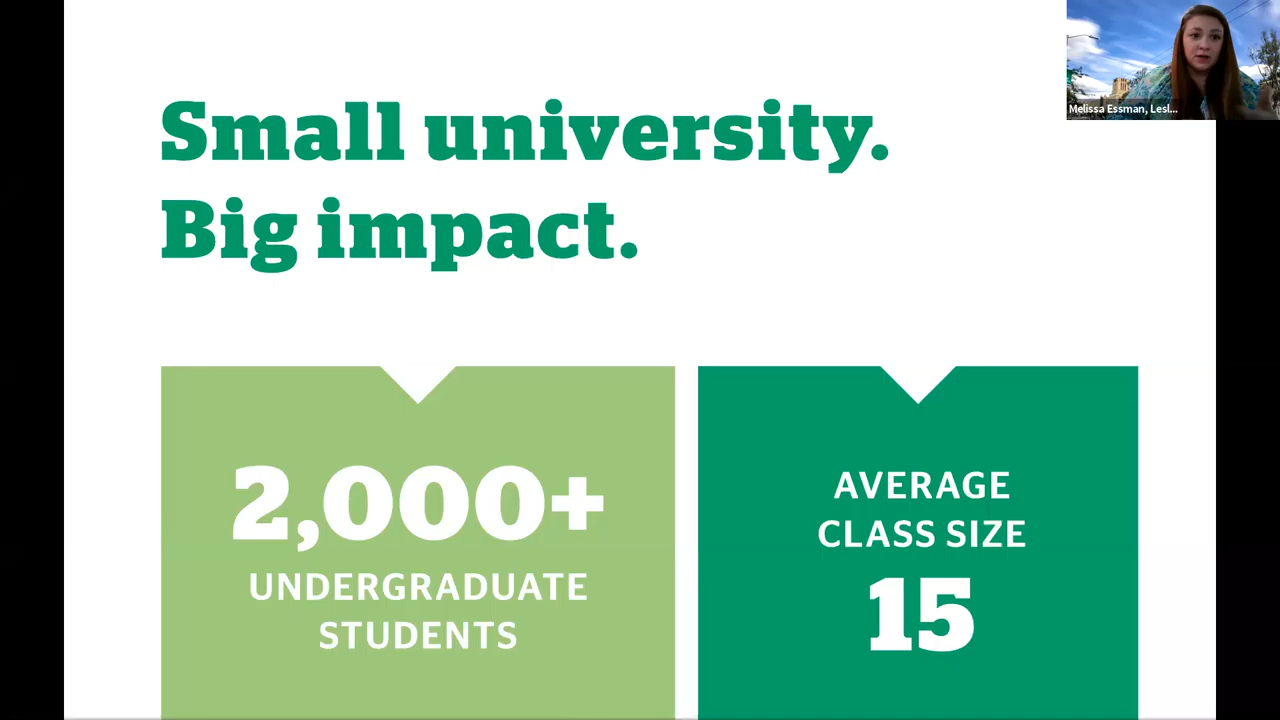 Small university.
Big impact.
2,000+
UNDERGRADUATE
STUDENTS
AVERAGE
CLASS SIZE
15
Melissa Essman, Lesl...